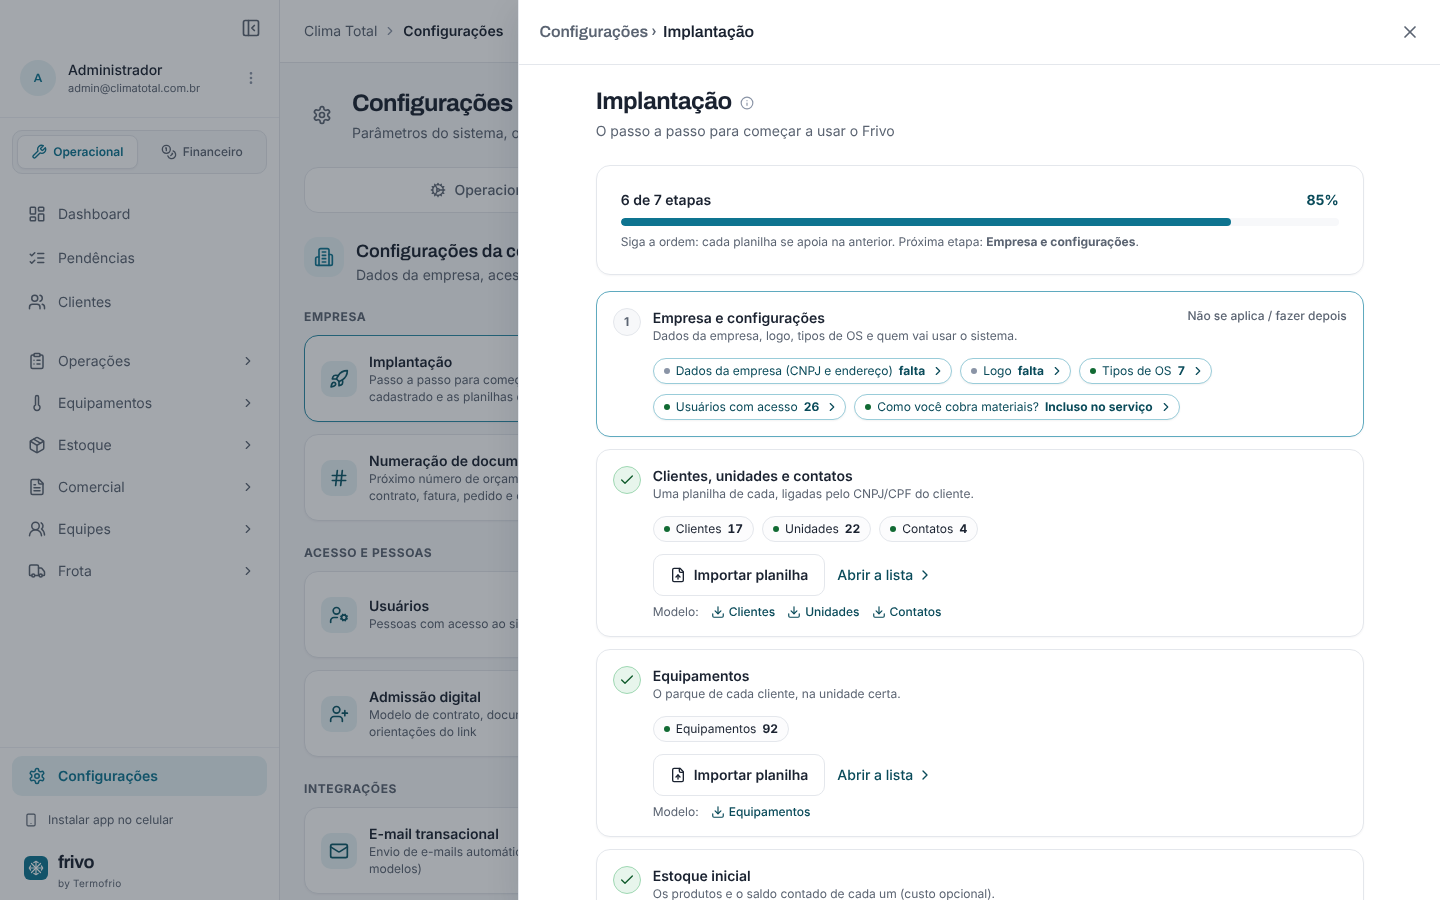 Administrador
admin@climatotal.com.br
A
Operacional
Financeiro
Dashboard
Pendências
Clientes
Operações
Equipamentos
Estoque
Comercial
Equipes
Frota
Configurações
Instalar app no celular
frivo
by Termofrio
Clima Total > Configurações
Configurações
Parâmetros do sistema, c
Operacion
Configurações da co
Dados da empresa, aces
EMPRESA
Implantação
Passo a passo para começ
cadastrado e as planilhas
Numeração de docum
Próximo número de orçam
contrato, fatura, pedido e
ACESSO E PESSOAS
Usuários
Pessoas com acesso ao si
Admissão digital
Modelo de contrato, docu
orientações do link
INTEGRAÇÕES
E-mail transacional
Envio de e-mails automátic
modelos)
Configurações › Implantação
Implantação
O passo a passo para começar a usar o Frivo
6 de 7 etapas
85%
Siga a ordem: cada planilha se apoia na anterior. Próxima etapa: Empresa e configurações.
1
Empresa e configurações
Não se aplica / fazer depois
Dados da empresa, logo, tipos de OS e quem vai usar o sistema.
Dados da empresa (CNPJ e endereço) falta
Logo falta
Tipos de OS 7
Usuários com acesso 26
Como você cobra materiais? Incluso no serviço
Clientes, unidades e contatos
Uma planilha de cada, ligadas pelo CNPJ/CPF do cliente.
Clientes 17
Unidades 22
Contatos 4
Importar planilha
Abrir a lista
Modelo: Clientes Unidades Contatos
Equipamentos
O parque de cada cliente, na unidade certa.
Equipamentos 92
Importar planilha
Abrir a lista
Modelo: Equipamentos
Estoque inicial
Os produtos e o saldo contado de cada um (custo opcional).